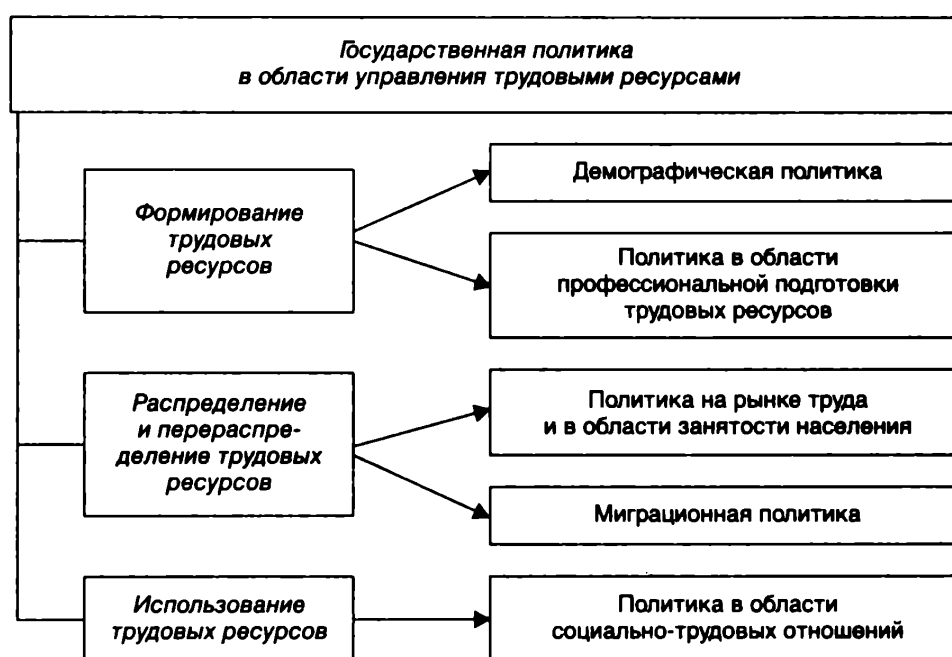 Государственная политика
в области управления трудовыми ресурсами
Формирование
трудовых
ресурсов
Демографическая политика
Политика в области
профессиональной подготовки
трудовых ресурсов
Распределение
и перераспре-
деление трудовых
ресурсов
Политика на рынке труда
и в области занятости населения
Миграционная политика
Использование
трудовых ресурсов
Политика в области
социально-трудовых отношений